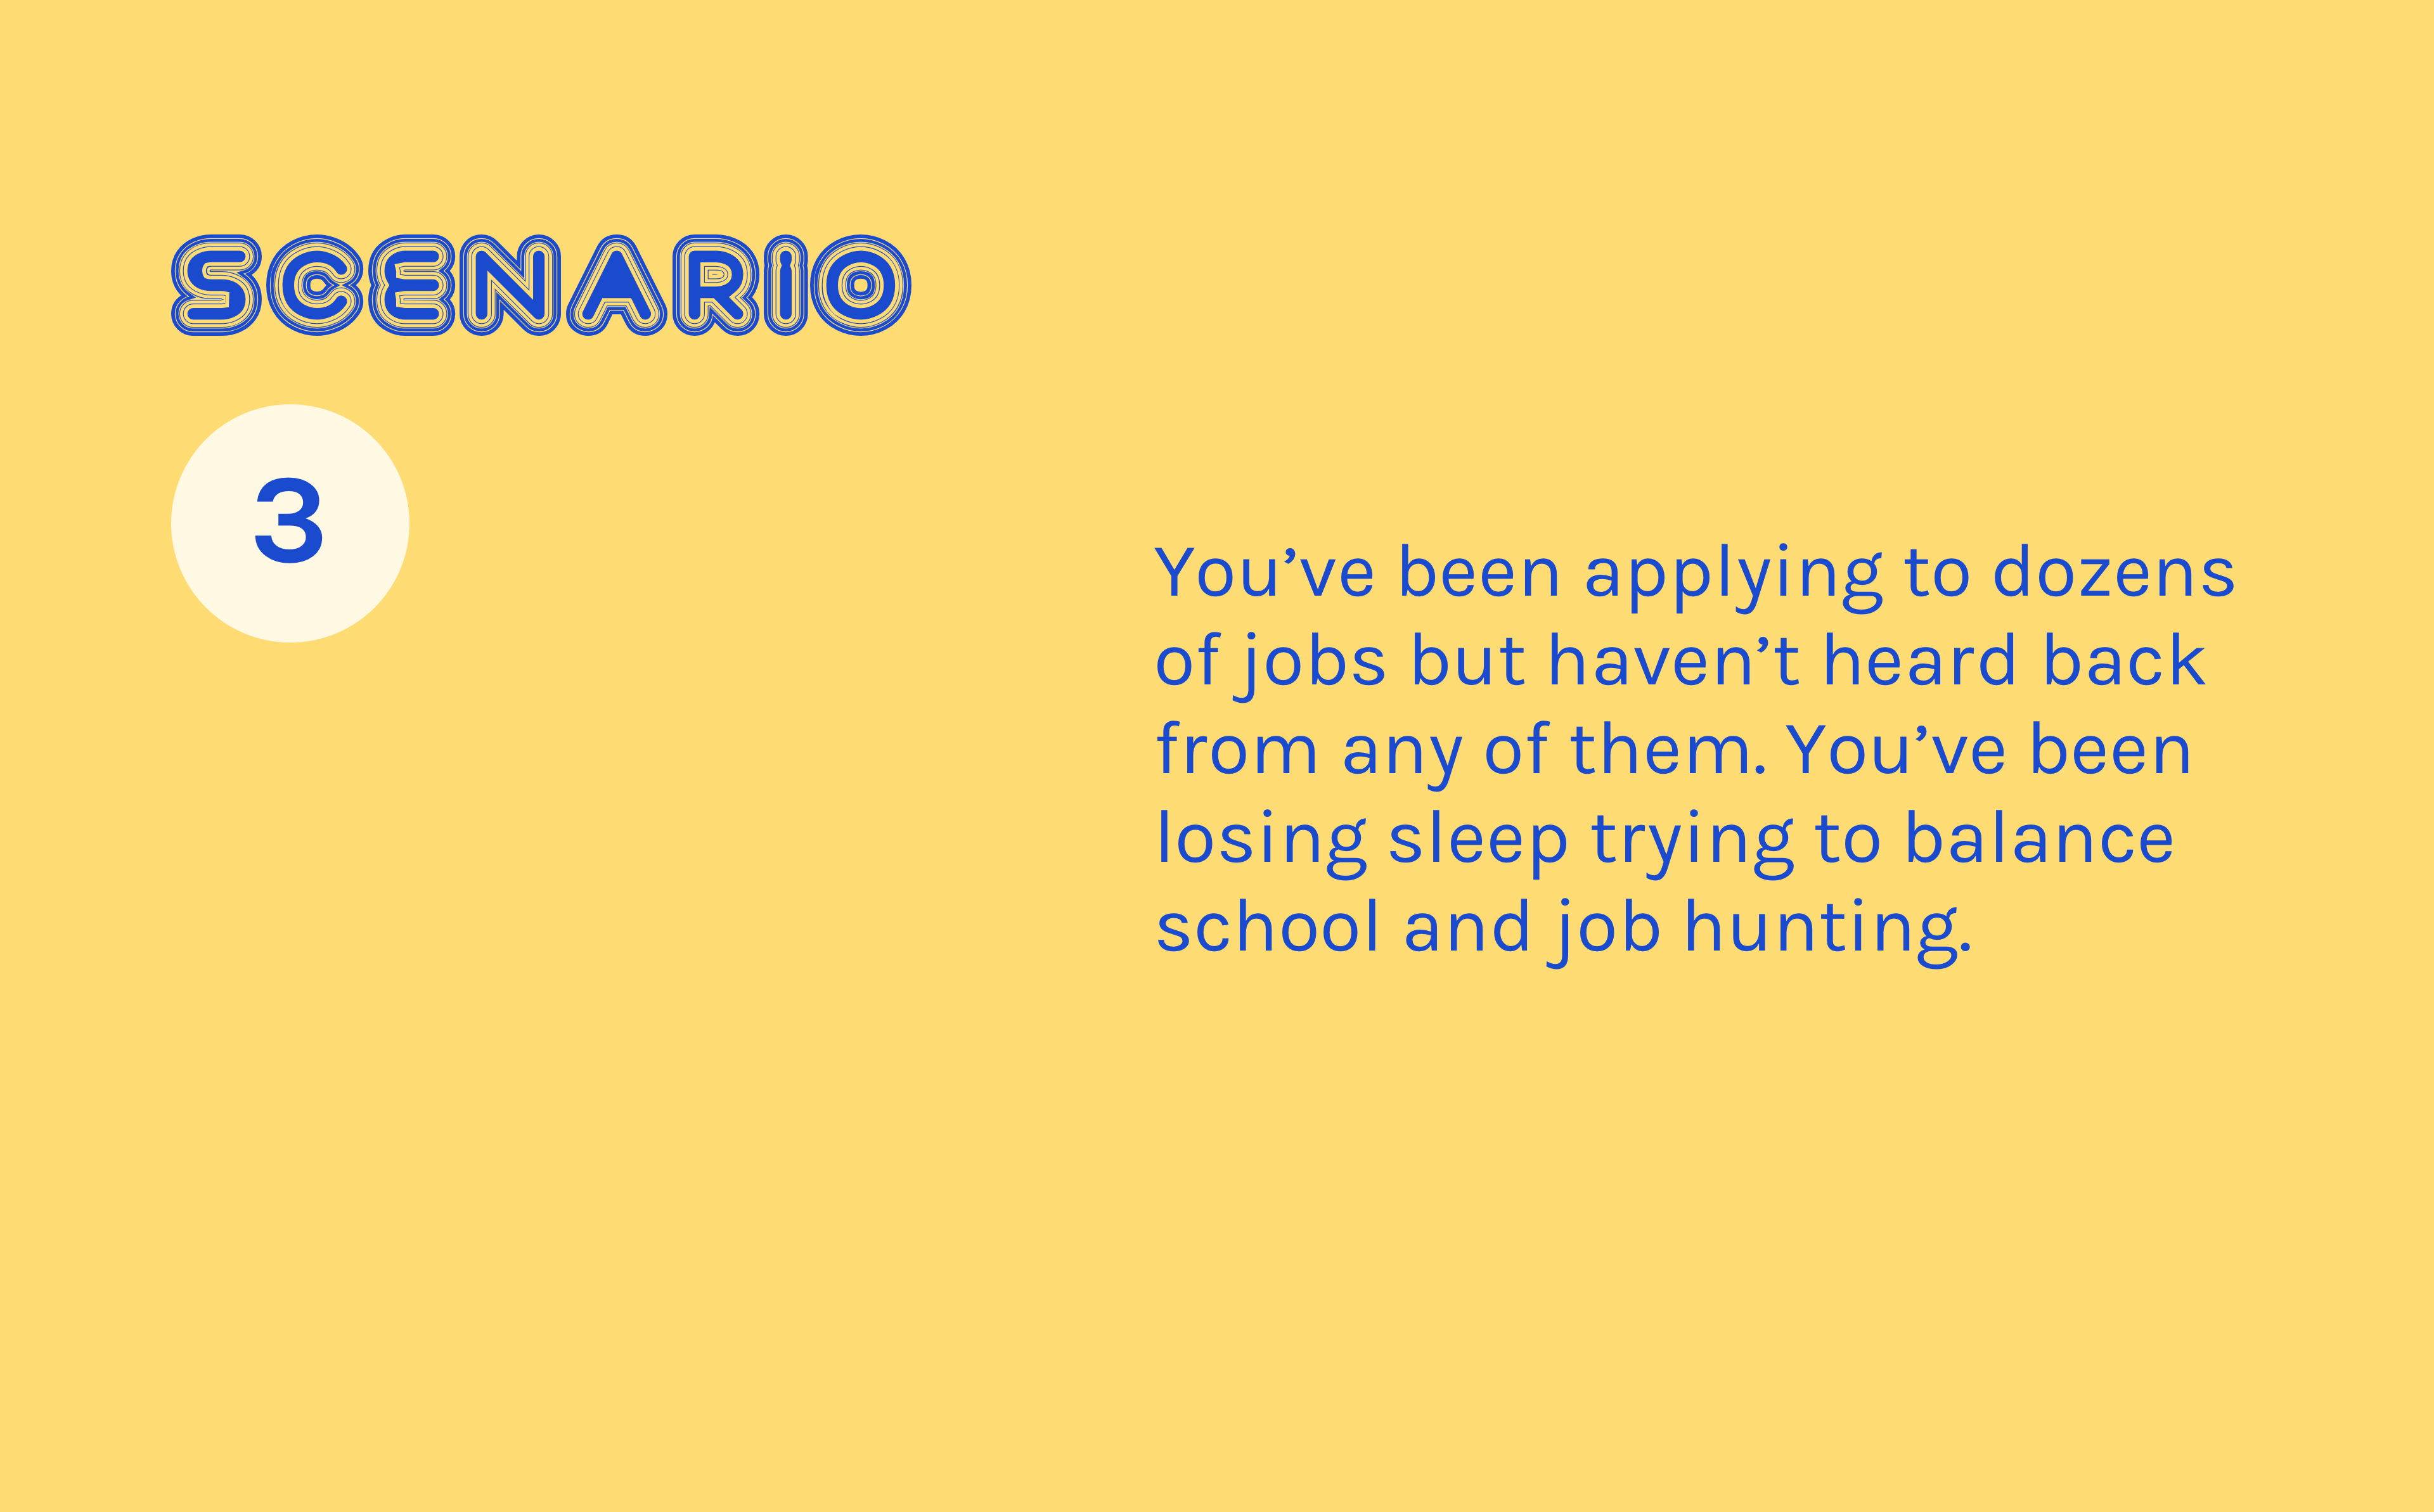 SCENARIO
3
You’ve been applying to dozens
of jobs but haven’t heard back
from any of them. You’ve been
losing sleep trying to balance
school and job hunting.